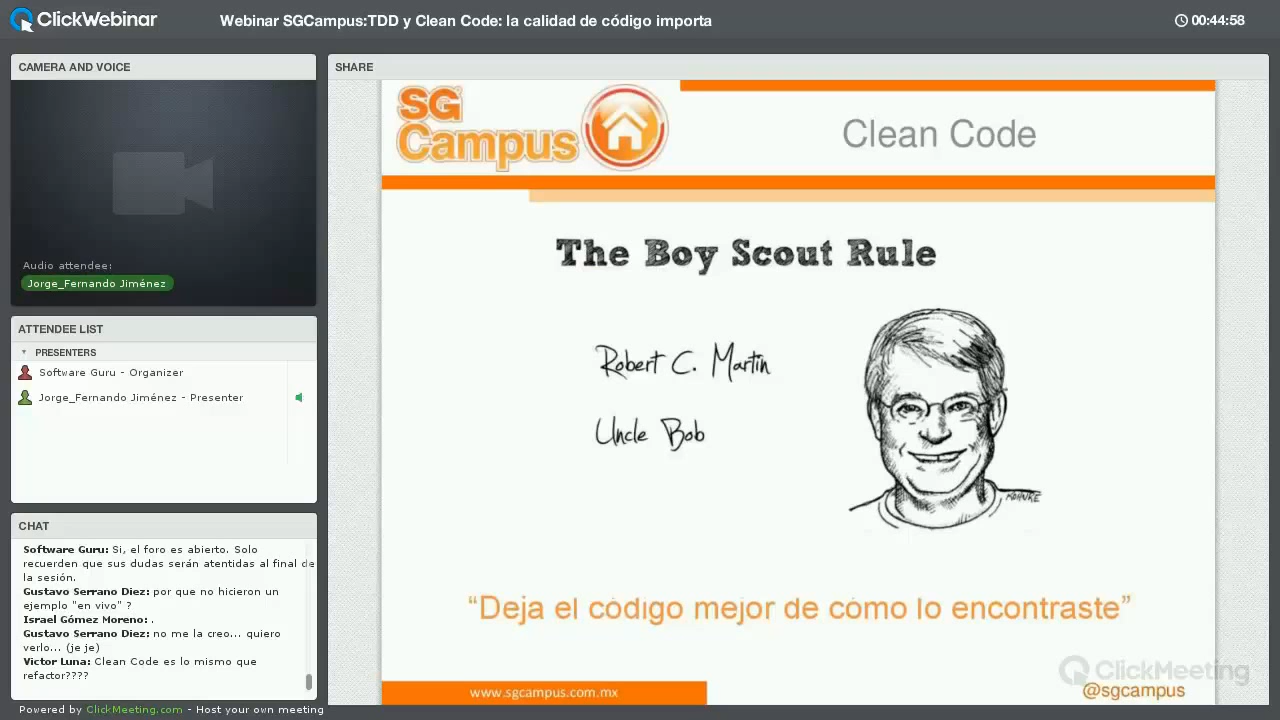 ClickWebinar
Webinar SGCampus:TDD y Clean Code: la calidad de código importa
00:44:58
CAMERA AND VOICE
Audio attendee:
Jorge_Fernando Jiménez
ATTENDEE LIST
PRESENTERS
Software Guru - Organizer
Jorge_Fernando Jiménez - Presenter
CHAT
Software Guru: Si, el foro es abierto. Solo
recuerden que sus dudas serán atentidas al final de
la sesión.
Gustavo Serrano Diez: por que no hicieron un
ejemplo "en vivo" ?
Israel Gómez Moreno: .
Gustavo Serrano Diez: no me la creo... quiero
verlo... (je je)
Victor Luna: Clean Code es lo mismo que
refactor????
Powered by ClickMeeting.com - Host your own meeting
SHARE
SG
Campus
Clean Code
The Boy Scout Rule
Robert C. Martin
Uncle Bob
KOHNKE
“Deja el código mejor de cómo lo encontraste”
ClickMeeting
www.sgcampus.com.mx
@sgcampus